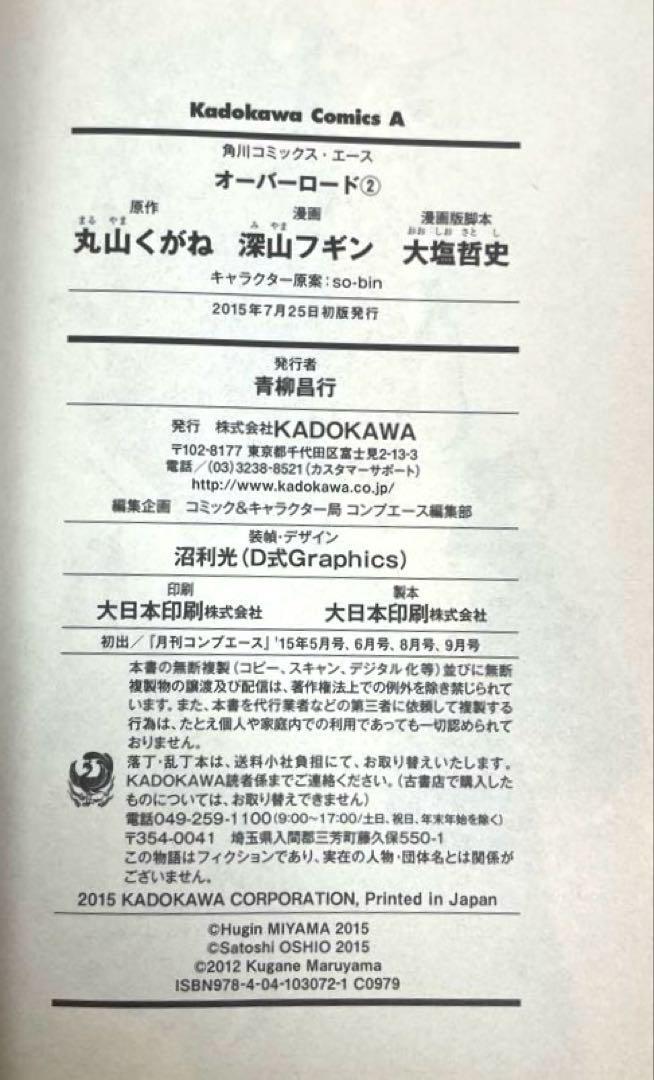 Kadokawa Comics A
角川コミックス・エース
オーバーロード②
原作
まる やま
丸山くがね
漫画
み やま
深山フギン
漫画版脚本
おお しお さと し
大塩哲史
キャラクター原案：so-bin
2015年7月25日初版発行
発行者
青柳昌行
発行　株式会社KADOKAWA
〒102-8177 東京都千代田区富士見2-13-3
電話／(03)3238-8521(カスタマーサポート)
http://www.kadokawa.co.jp/
編集企画　コミック&キャラクター局 コンプエース編集部
装幀・デザイン
沼利光（D式Graphics）
印刷
大日本印刷株式会社
製本
大日本印刷株式会社
初出／『月刊コンプエース』'15年5月号、6月号、8月号、9月号
本書の無断複製（コピー、スキャン、デジタル化等）並びに無断
複製物の譲渡及び配信は、著作権法上での例外を除き禁じられて
います。また、本書を代行業者などの第三者に依頼して複製する
行為は、たとえ個人や家庭内での利用であっても一切認められて
おりません。
落丁・乱丁本は、送料小社負担にて、お取り替えいたします。
KADOKAWA読者係までご連絡ください。（古書店で購入した
ものについては、お取り替えできません）
電話049-259-1100（9:00～17:00/土日、祝日、年末年始を除く）
〒354-0041　埼玉県入間郡三芳町藤久保550-1
この物語はフィクションであり、実在の人物・団体名とは関係が
ございません。
2015 KADOKAWA CORPORATION, Printed in Japan
©Hugin MIYAMA 2015
©Satoshi OSHIO 2015
©2012 Kugane Maruyama
ISBN978-4-04-103072-1 C0979